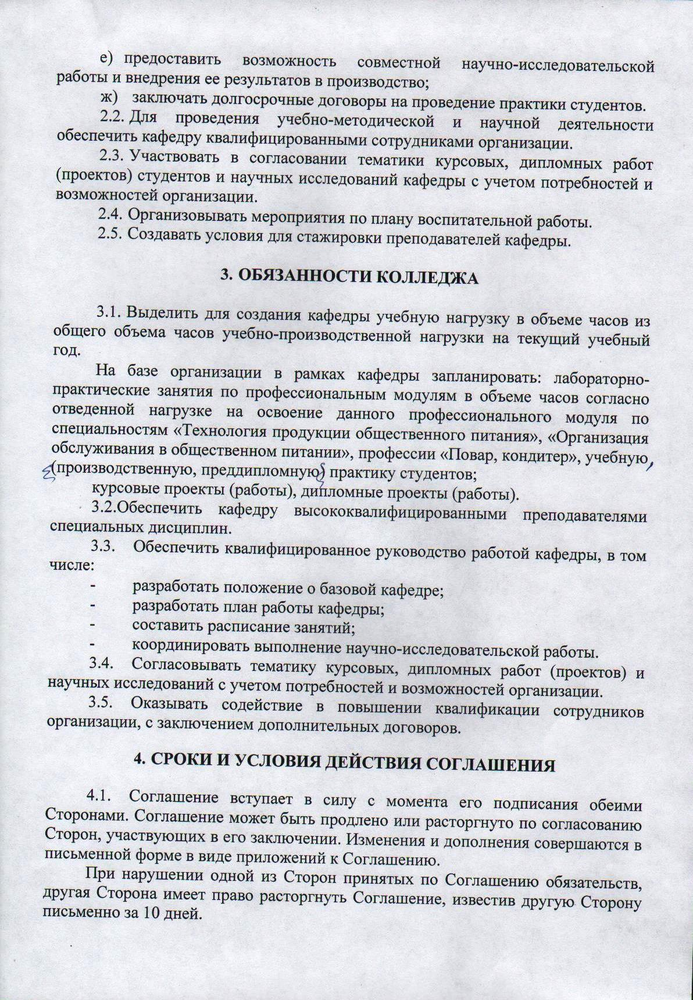 е) предоставить возможность совместной научно-исследовательской
работы и внедрения ее результатов в производство;
ж) заключать долгосрочные договоры на проведение практики студентов.
2.2. Для проведения учебно-методической и научной деятельности
обеспечить кафедру квалифицированными сотрудниками организации.
2.3. Участвовать в согласовании тематики курсовых, дипломных работ
(проектов) студентов и научных исследований кафедры с учетом потребностей и
возможностей организации.
2.4. Организовывать мероприятия по плану воспитательной работы.
2.5. Создавать условия для стажировки преподавателей кафедры.
3. ОБЯЗАННОСТИ КОЛЛЕДЖА
3.1. Выделить для создания кафедры учебную нагрузку в объеме часов из
общего объема часов учебно-производственной нагрузки на текущий учебный
год.
На базе организации в рамках кафедры запланировать: лабораторно-
практические занятия по профессиональным модулям в объеме часов согласно
отведенной нагрузке на освоение данного профессионального модуля по
специальностям «Технология продукции общественного питания», «Организация
обслуживания в общественном питании», профессии «Повар, кондитер», учебную,
(производственную, преддипломную) практику студентов;
курсовые проекты (работы), дипломные проекты (работы).
3.2.Обеспечить кафедру высококвалифицированными преподавателями
специальных дисциплин.
3.3. Обеспечить квалифицированное руководство работой кафедры, в том
числе:
- разработать положение о базовой кафедре;
- разработать план работы кафедры;
- составить расписание занятий;
- координировать выполнение научно-исследовательской работы.
3.4. Согласовывать тематику курсовых, дипломных работ (проектов) и
научных исследований с учетом потребностей и возможностей организации.
3.5. Оказывать содействие в повышении квалификации сотрудников
организации, с заключением дополнительных договоров.
4. СРОКИ И УСЛОВИЯ ДЕЙСТВИЯ СОГЛАШЕНИЯ
4.1. Соглашение вступает в силу с момента его подписания обеими
Сторонами. Соглашение может быть продлено или расторгнуто по согласованию
Сторон, участвующих в его заключении. Изменения и дополнения совершаются в
письменной форме в виде приложений к Соглашению.
При нарушении одной из Сторон принятых по Соглашению обязательств,
другая Сторона имеет право расторгнуть Соглашение, известив другую Сторону
письменно за 10 дней.